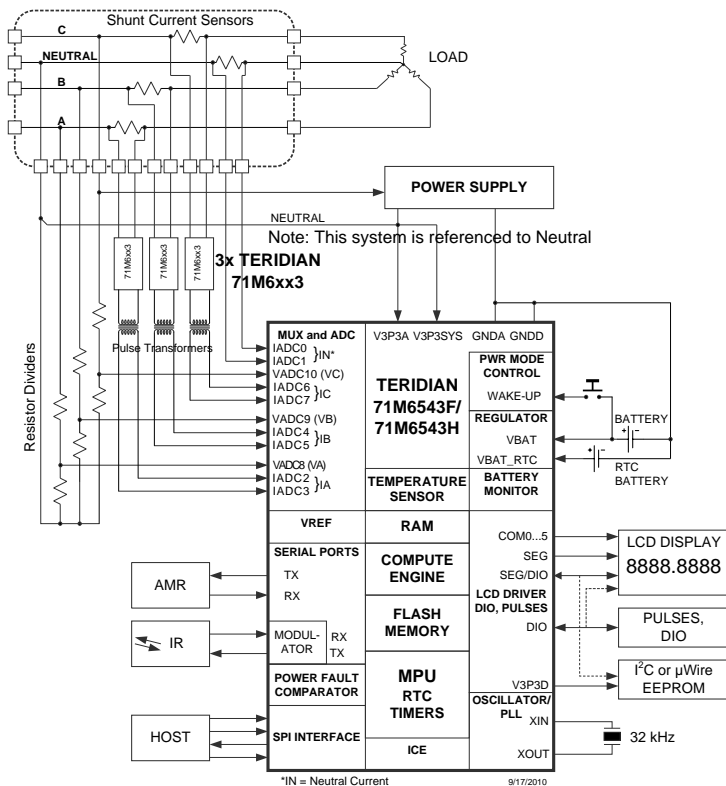 Shunt Current Sensors
C
NEUTRAL
B
A
LOAD
POWER SUPPLY
NEUTRAL
Note: This system is referenced to Neutral
71M6xx3
71M6xx3
71M6xx3
3x TERIDIAN
71M6xx3
Pulse Transformers
Resistor Dividers
MUX and ADC
IADC0
IADC1
}IN*
VADC10 (VC)
IADC6
IADC7
}IC
VADC9 (VB)
IADC4
IADC5
}IB
VADC8 (VA)
IADC2
IADC3
}IA
V3P3A V3P3SYS GNDA GNDD
TERIDIAN
71M6543F/
71M6543H
PWR MODE
CONTROL
WAKE-UP
REGULATOR
VBAT
VBAT_RTC
BATTERY
RTC
BATTERY
TEMPERATURE
SENSOR
BATTERY
MONITOR
VREF
RAM
SERIAL PORTS
TX
RX
AMR
COMPUTE
ENGINE
FLASH
MEMORY
COM0...5
SEG
SEG/DIO
LCD DRIVER
DIO, PULSES
DIO
LCD DISPLAY
8888.8888
PULSES,
DIO
IR
MODUL-
ATOR
RX
TX
POWER FAULT
COMPARATOR
MPU
RTC
TIMERS
V3P3D
I2C or µWire
EEPROM
OSCILLATOR/
PLL
XIN
XOUT
32 kHz
HOST
SPI INTERFACE
ICE
*IN = Neutral Current
9/17/2010